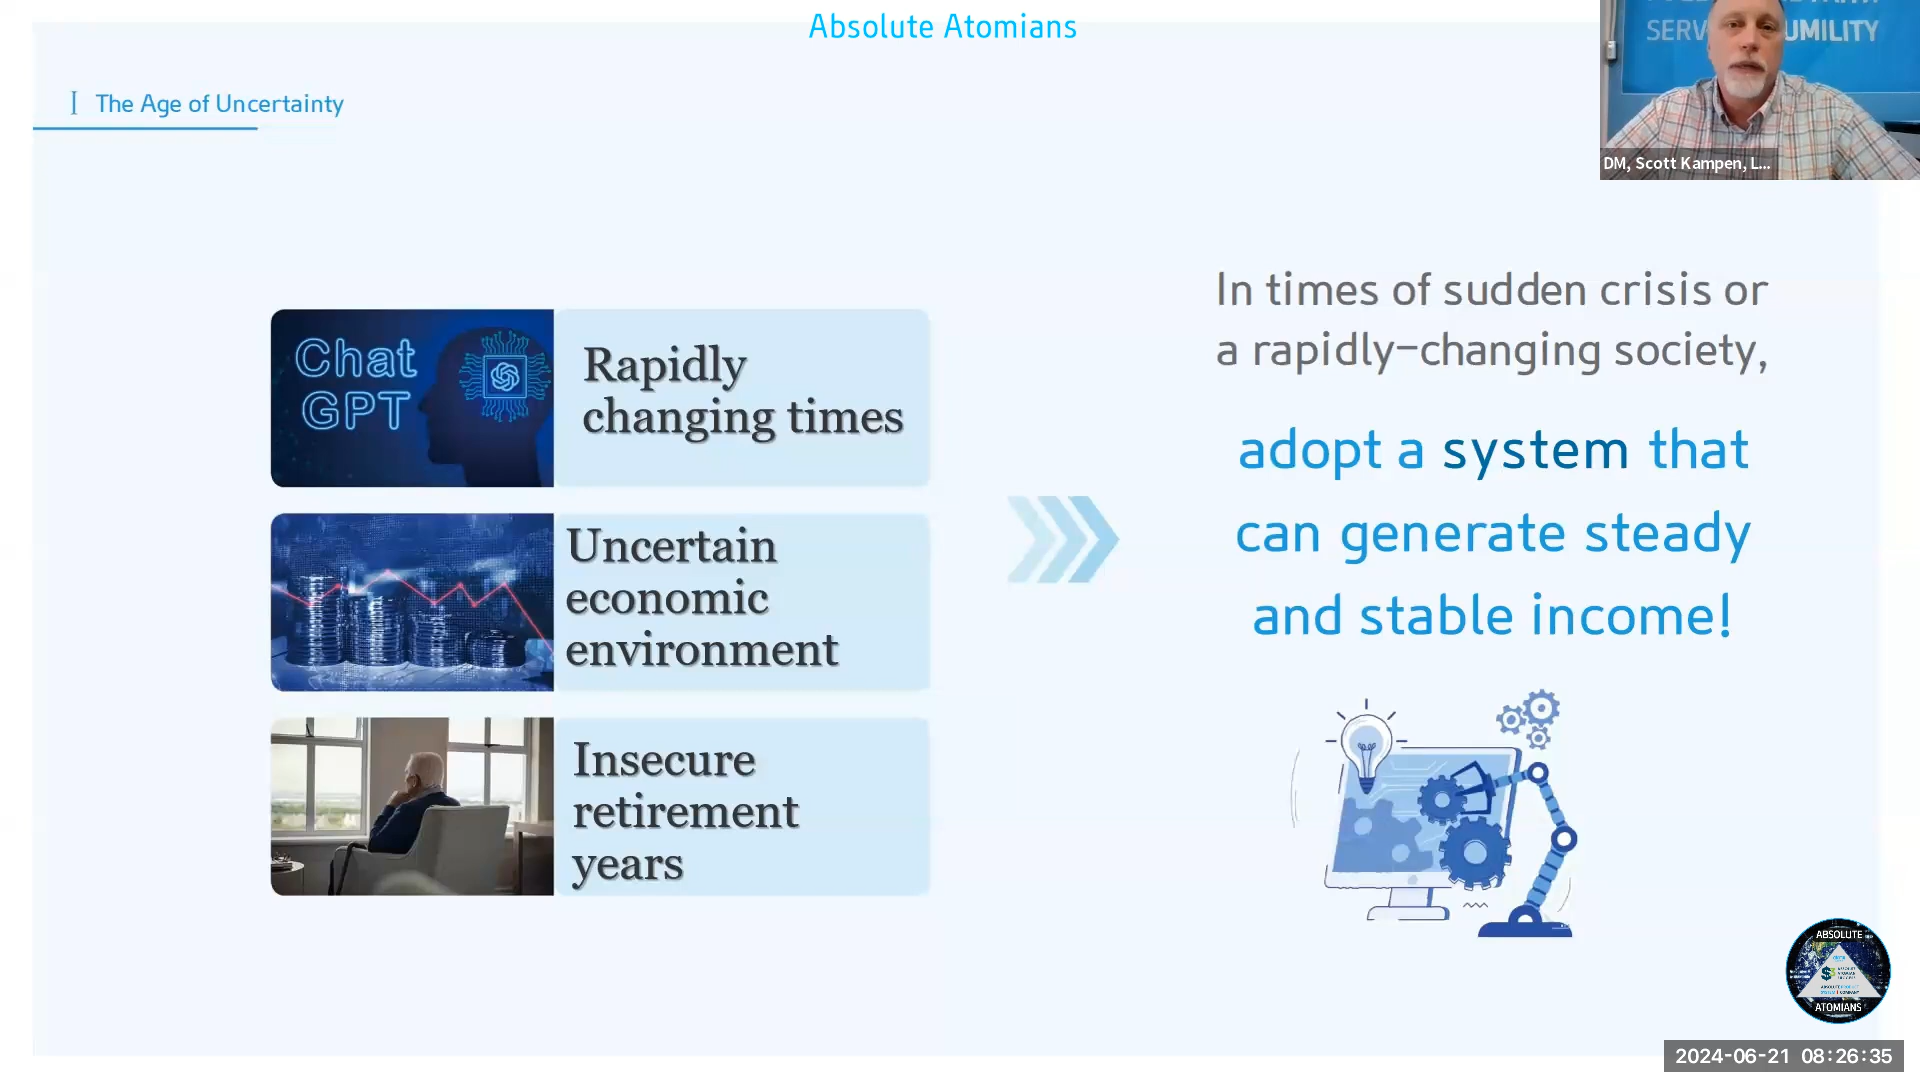 Absolute Atomians
SERV UMILITY
DM, Scott Kampen, L...
I The Age of Uncertainty
Chat
GPT
Rapidly
changing times
Uncertain
economic
environment
Insecure
retirement
years
In times of sudden crisis or
a rapidly-changing society,
adopt a system that
can generate steady
and stable income!
ABSOLUTE
ATOMIANS
2024-06-21 08:26:35